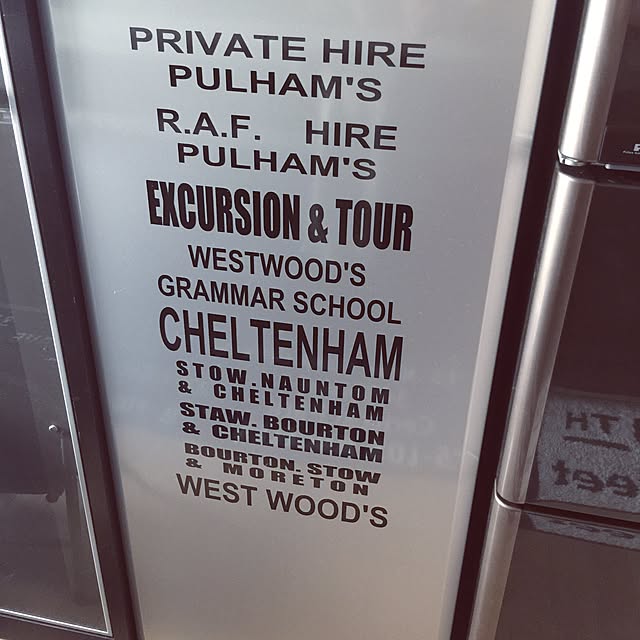 PRIVATE HIRE
PULHAM'S
R.A.F. HIRE
PULHAM'S
EXCURSION & TOUR
WESTWOOD'S
GRAMMAR SCHOOL
CHELTENHAM
STOW.NAUNTOM
& CHELTENHAM
STAW. BOURTON
& CHELTENHAM
BOURTON. STOW
& MORETON
WEST WOOD'S